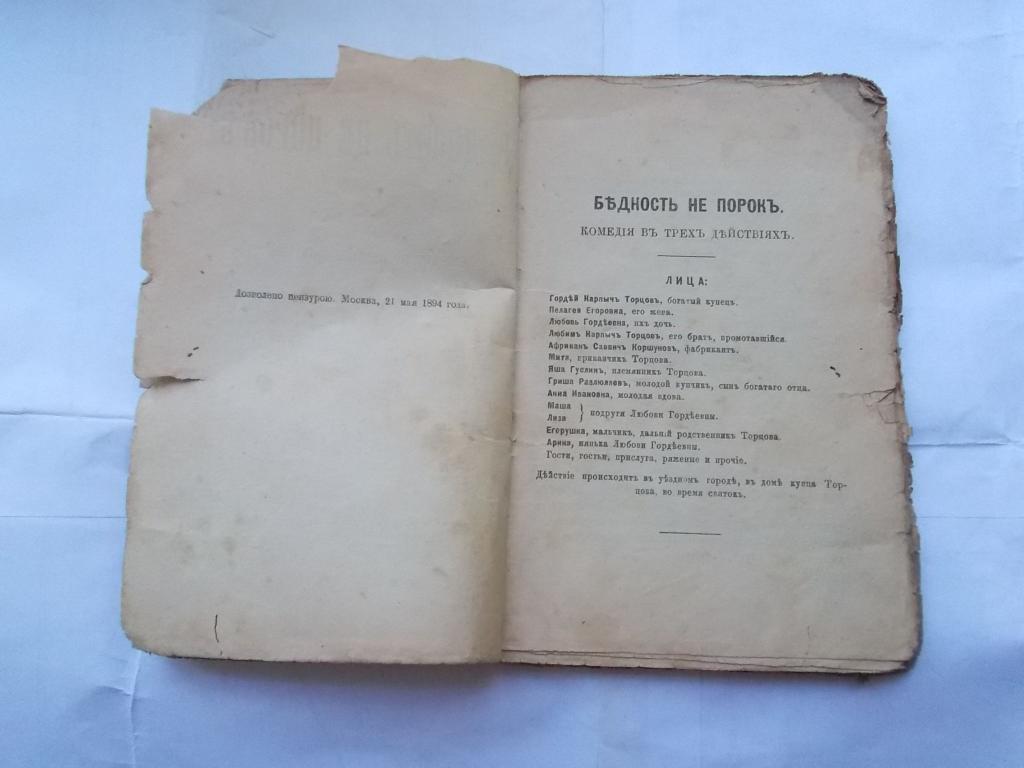 Дозволено цензурою. Москва, 21 мая 1894 года.
БѢДНОСТЬ НЕ ПОРОКЪ.
КОМЕДІЯ ВЪ ТРЕХЪ ДѢЙСТВІЯХЪ.
ЛИЦА:
Гордѣй Карпычъ Торцовъ, богатый купецъ.
Пелагея Егоровна, его жена.
Любовь Гордѣевна, ихъ дочь.
Любимъ Карпычъ Торцовъ, его братъ, промотавшійся.
Африканъ Саввичъ Коршуновъ, фабрикантъ.
Митя, приказчикъ Торцова.
Яша Гуслинъ, племянникъ Торцова.
Гриша Разлюляевъ, молодой купчикъ, сынъ богатаго отца.
Анна Ивановна, молодая вдова.
Маша
Лиза } подруги Любови Гордѣевны.
Егорушка, мальчикъ, дальній родственникъ Торцова.
Арина, нянька Любови Гордѣевны.
Гости, гостьи, прислуга, ряженые и прочіе.
Дѣйствіе происходитъ въ уѣздномъ городѣ, въ домѣ купца Тор-
цова, во время святокъ.